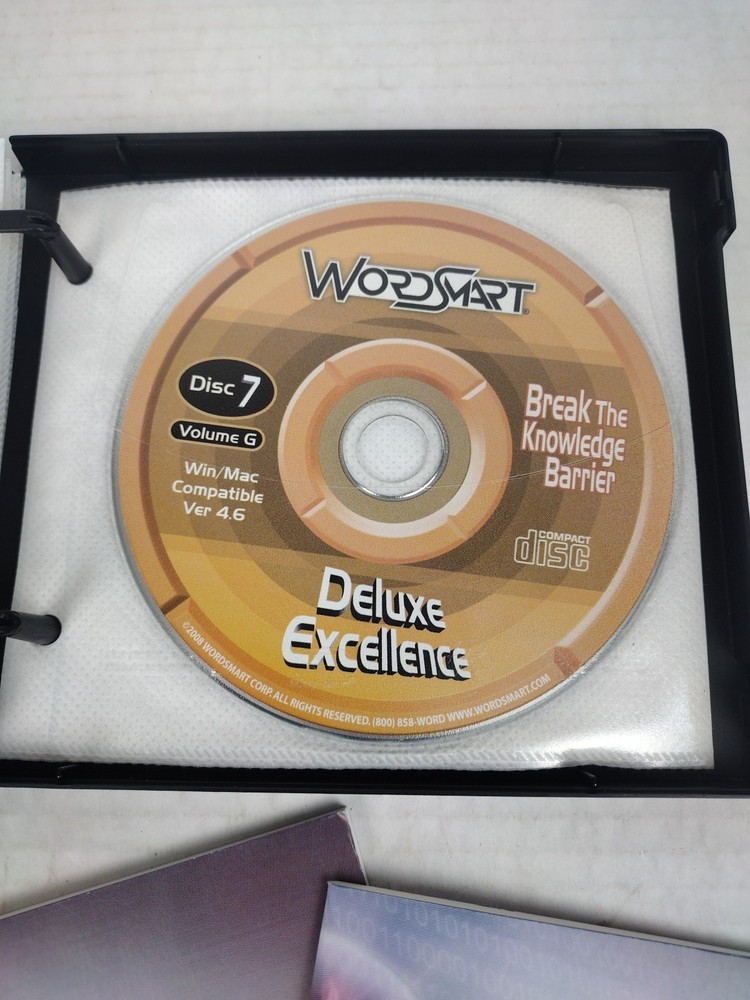 WORDSMART®
Disc 7
Volume G
Win/Mac
Compatible
Ver 4.6
Break The
Knowledge
Barrier
COMPACT
disc
Deluxe
Excellence
©2008 WORDSMART CORP. ALL RIGHTS RESERVED. (800) 858-WORD WWW.WORDSMART.COM